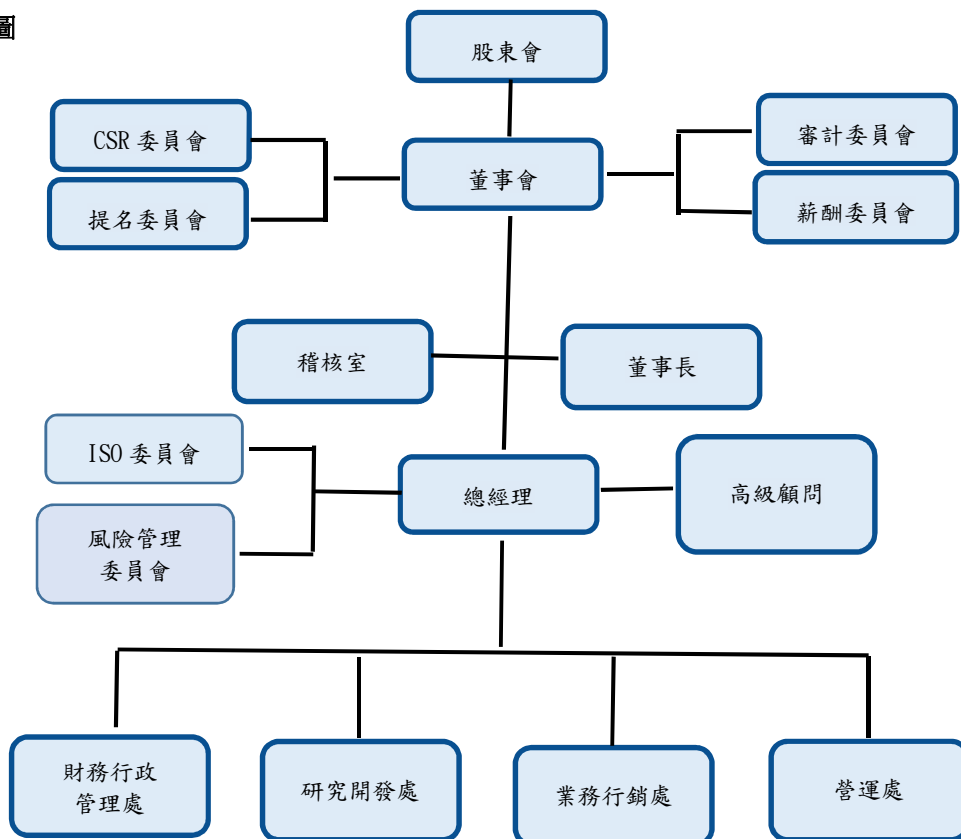 圖
股東會
CSR 委員會
審計委員會
董事會
提名委員會
薪酬委員會
稽核室
董事長
ISO 委員會
總經理
高級顧問
風險管理
委員會
財務行政
管理處
研究開發處
業務行銷處
營運處